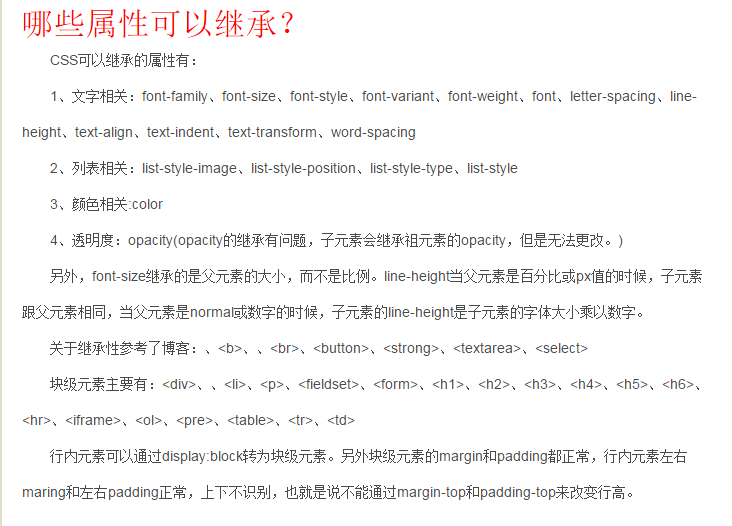 哪些属性可以继承?
CSS可以继承的属性有:
1、文字相关:font-family、font-size、font-style、font-variant、font-weight、font、letter-spacing、line-
height、text-align、text-indent、text-transform、word-spacing
2、列表相关:list-style-image、list-style-position、list-style-type、list-style
3、颜色相关:color
4、透明度:opacity(opacity的继承有问题,子元素会继承祖元素的opacity,但是无法更改。)
另外,font-size继承的是父元素的大小,而不是比例。line-height当父元素是百分比或px值的时候,子元素
跟父元素相同,当父元素是normal或数字的时候,子元素的line-height是子元素的字体大小乘以数字。
关于继承性参考了博客:、<b>、、<br>、<button>、<strong>、<textarea>、<select>
块级元素主要有:<div>、、<li>、<p>、<fieldset>、<form>、<h1>、<h2>、<h3>、<h4>、<h5>、<h6>、
<hr>、<iframe>、<ol>、<pre>、<table>、<tr>、<td>
行内元素可以通过display:block转为块级元素。另外块级元素的margin和padding都正常,行内元素左右
maring和左右padding正常,上下不识别,也就是说不能通过margin-top和padding-top来改变行高。